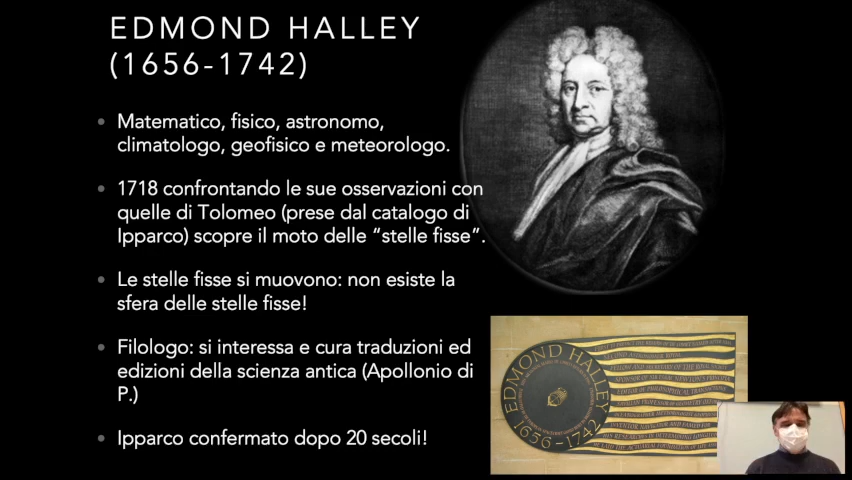 EDMOND HALLEY
(1656-1742)
Matematico, fisico, astronomo,
climatologo, geofisico e meteorologo.
1718 confrontando le sue osservazioni con
quelle di Tolomeo (prese dal catalogo di
Ipparco) scopre il moto delle “stelle fisse”.
Le stelle fisse si muovono: non esiste la
sfera delle stelle fisse!
Filologo: si interessa e cura traduzioni ed
edizioni della scienza antica (Apollonio di
P.)
Ipparco confermato dopo 20 secoli!
EDMOND HALLEY
1656-1742